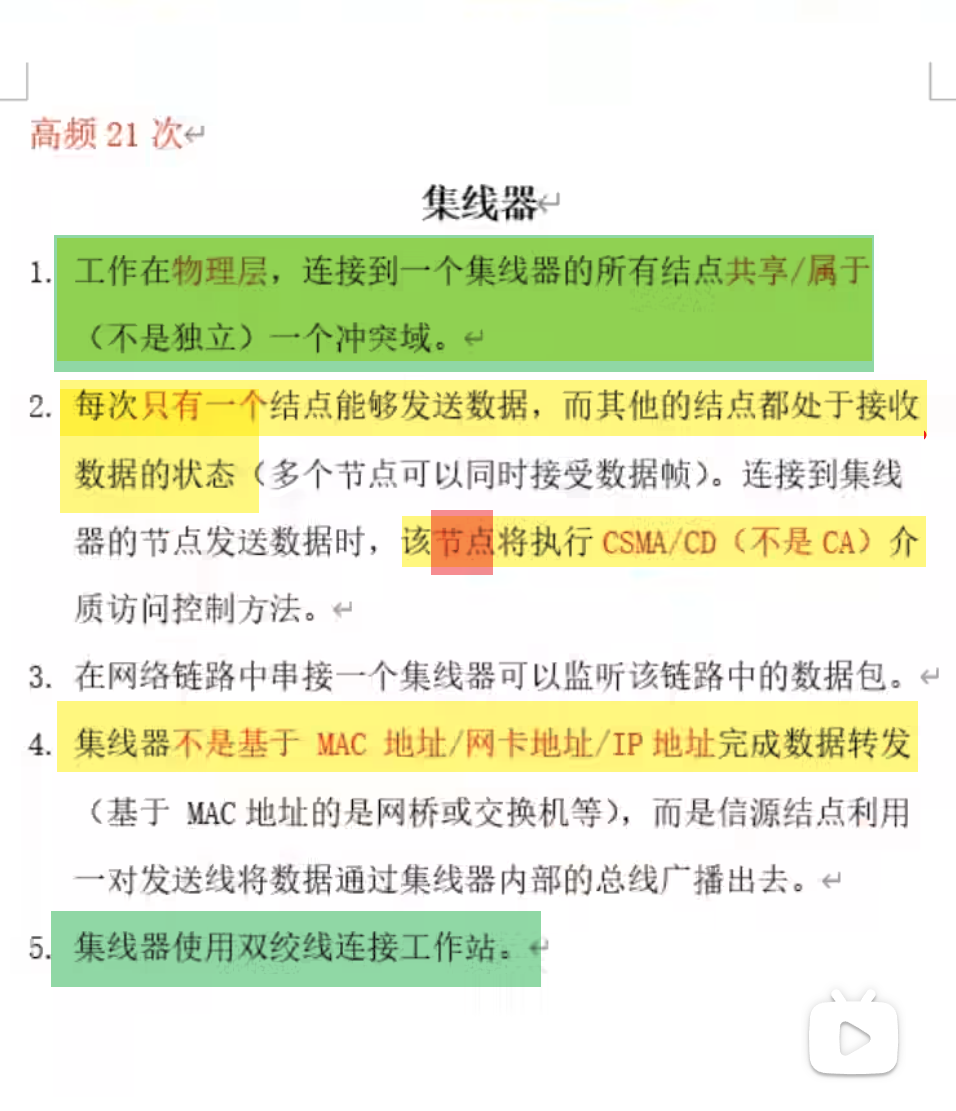 高频 21 次↵
集线器↵
1. 工作在物理层，连接到一个集线器的所有结点共享/属于
（不是独立）一个冲突域。↵
2. 每次只有一个结点能够发送数据，而其他的结点都处于接收
数据的状态（多个节点可以同时接受数据帧）。连接到集线
器的节点发送数据时，该节点将执行 CSMA/CD（不是 CA）介
质访问控制方法。↵
3. 在网络链路中串接一个集线器可以监听该链路中的数据包。↵
4. 集线器不是基于 MAC 地址/网卡地址/IP 地址完成数据转发
（基于 MAC 地址的是网桥或交换机等），而是信源结点利用
一对发送线将数据通过集线器内部的总线广播出去。↵
5. 集线器使用双绞线连接工作站。↵